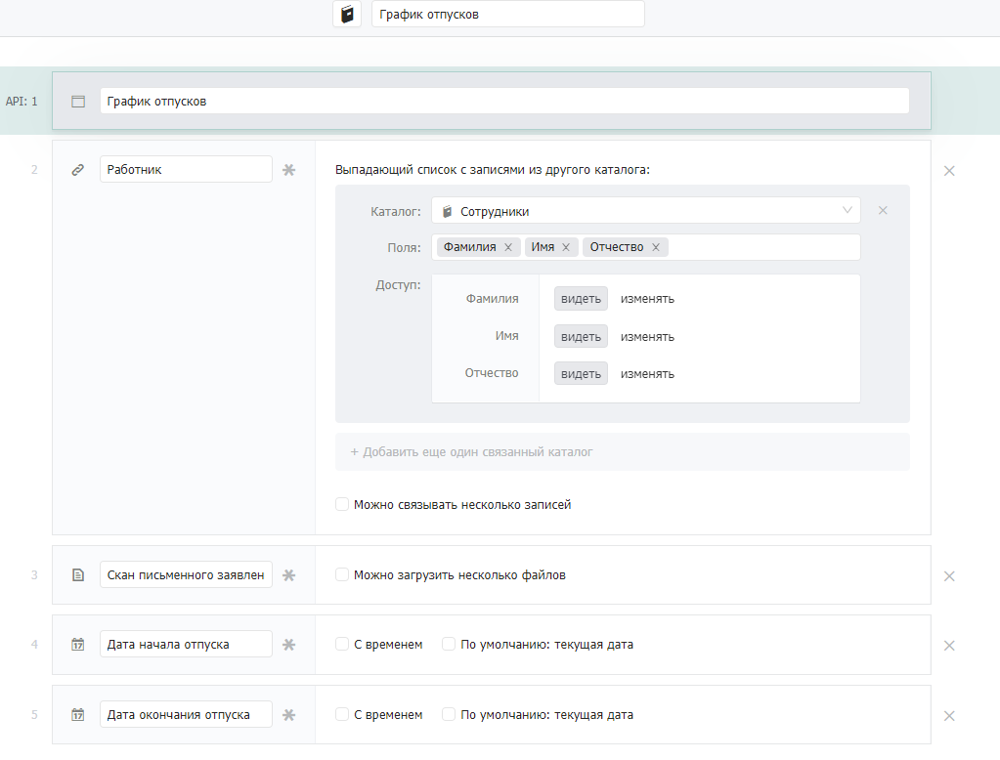 График отпусков
API: 1
График отпусков
2
Работник
Выпадающий список с записями из другого каталога:
Каталог: Сотрудники
Поля: Фамилия Имя Отчество
Доступ:
Фамилия видеть изменять
Имя видеть изменять
Отчество видеть изменять
+ Добавить еще один связанный каталог
Можно связывать несколько записей
3 Скан письменного заявлен Можно загрузить несколько файлов
4 17 Дата начала отпуска С временем По умолчанию: текущая дата
5 17 Дата окончания отпуска С временем По умолчанию: текущая дата